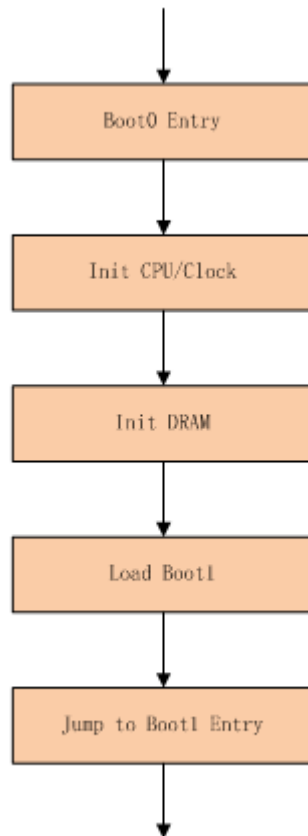 Boot0 Entry
Init CPU/Clock
Init DRAM
Load Boot1
Jump to Boot1 Entry